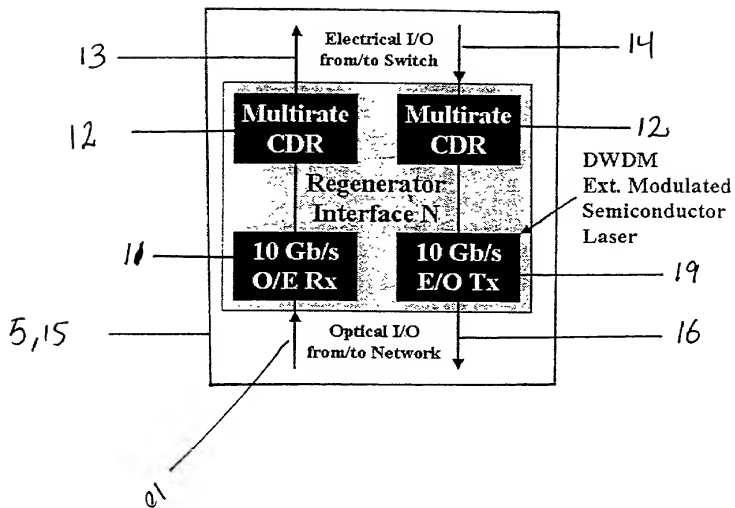 Electrical I/O
from/to Switch
13
14
Multirate
CDR
Multirate
CDR
12
12
DWDM
Ext. Modulated
Semiconductor
Laser
Regenerator
Interface N
11
10 Gb/s
O/E Rx
10 Gb/s
E/O Tx
19
5,15
Optical I/O
from/to Network
16